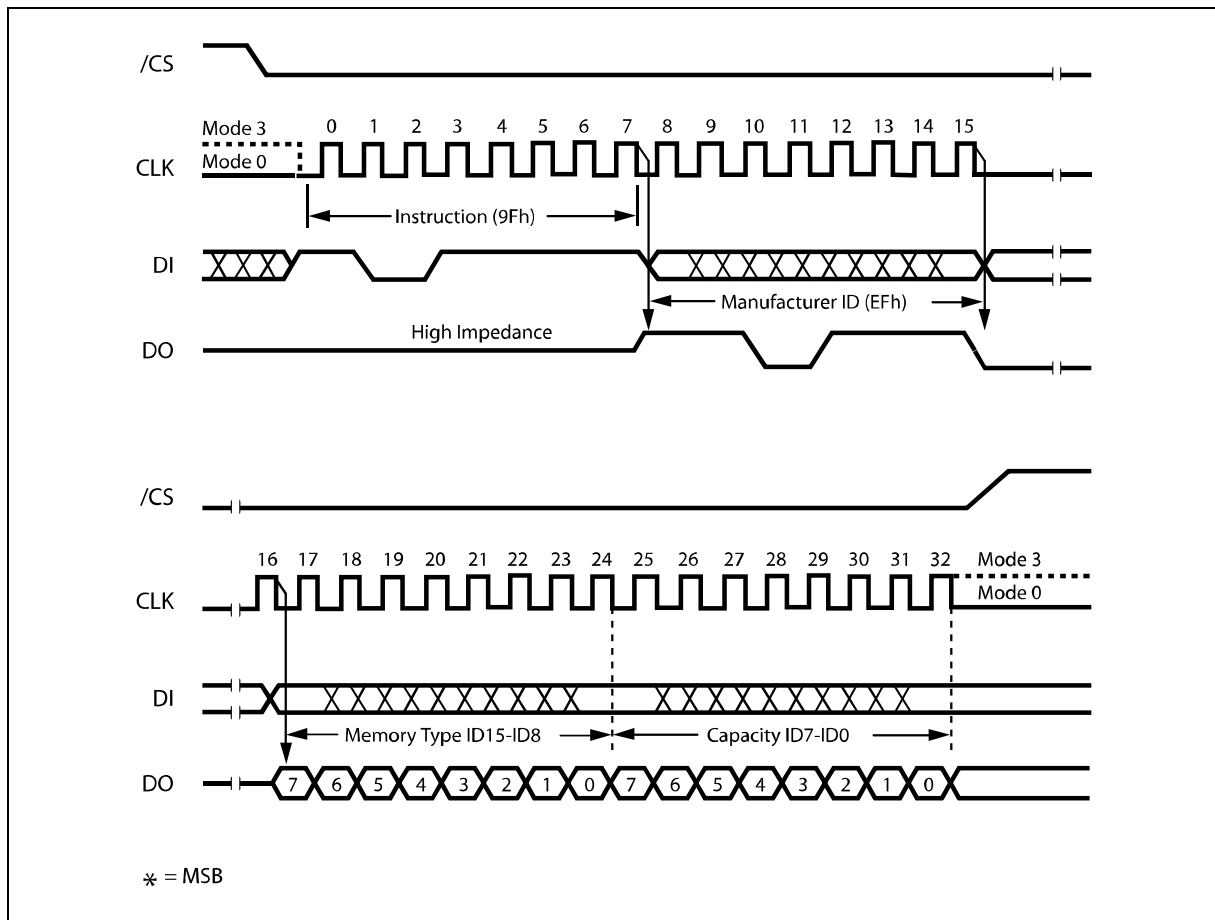 /CS
Mode 3
0 1 2 3 4 5 6 7 8 9 10 11 12 13 14 15
Mode 0
CLK
Instruction (9Fh)
DI
Manufacturer ID (EFh)
High Impedance
DO
/CS
16 17 18 19 20 21 22 23 24 25 26 27 28 29 30 31 32
Mode 3
Mode 0
CLK
DI
Memory Type ID15-ID8 Capacity ID7-ID0
DO 7 6 5 4 3 2 1 0 7 6 5 4 3 2 1 0
* = MSB